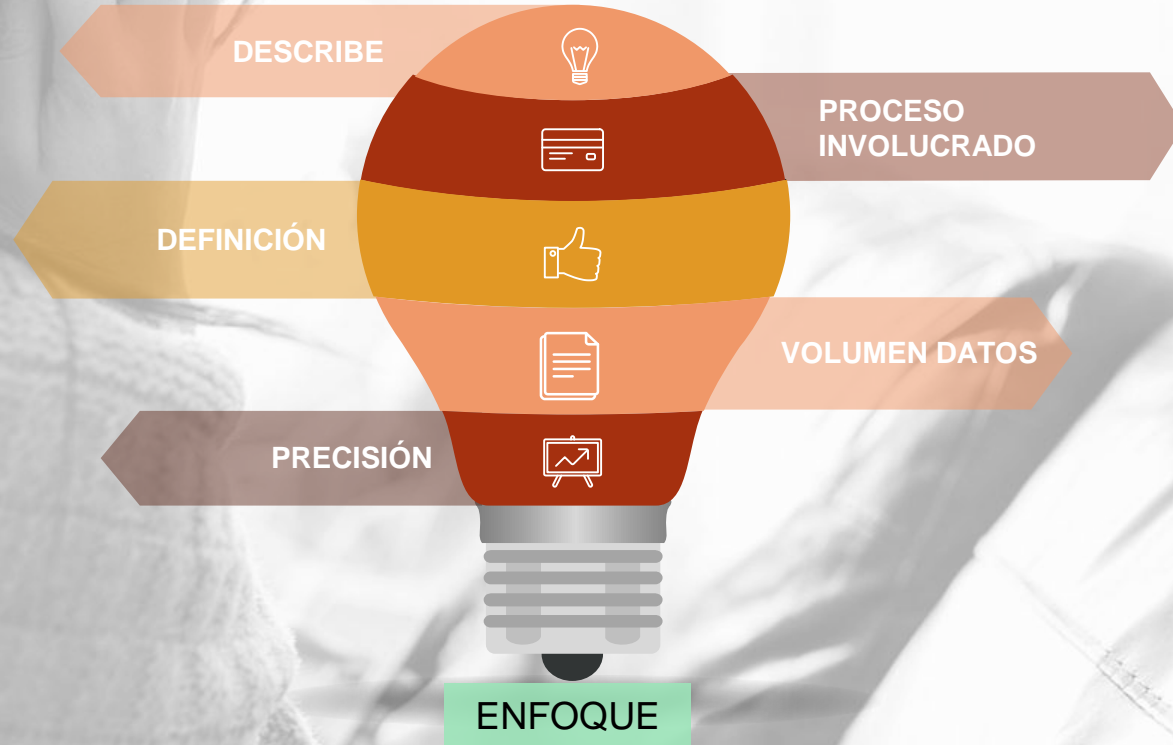 DESCRIBE
PROCESO
INVOLUCRADO
DEFINICIÓN
VOLUMEN DATOS
PRECISIÓN
ENFOQUE